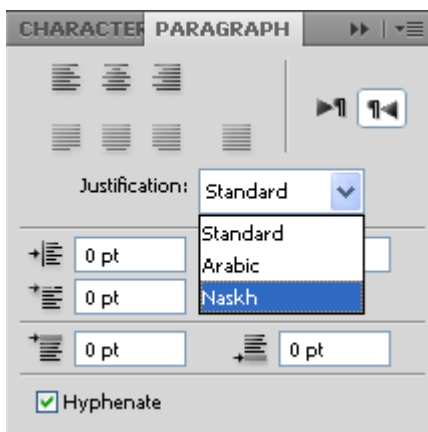 CHARACTER PARAGRAPH
Justification: Standard
Standard
Arabic
Naskh
0 pt
0 pt
0 pt 0 pt
Hyphenate